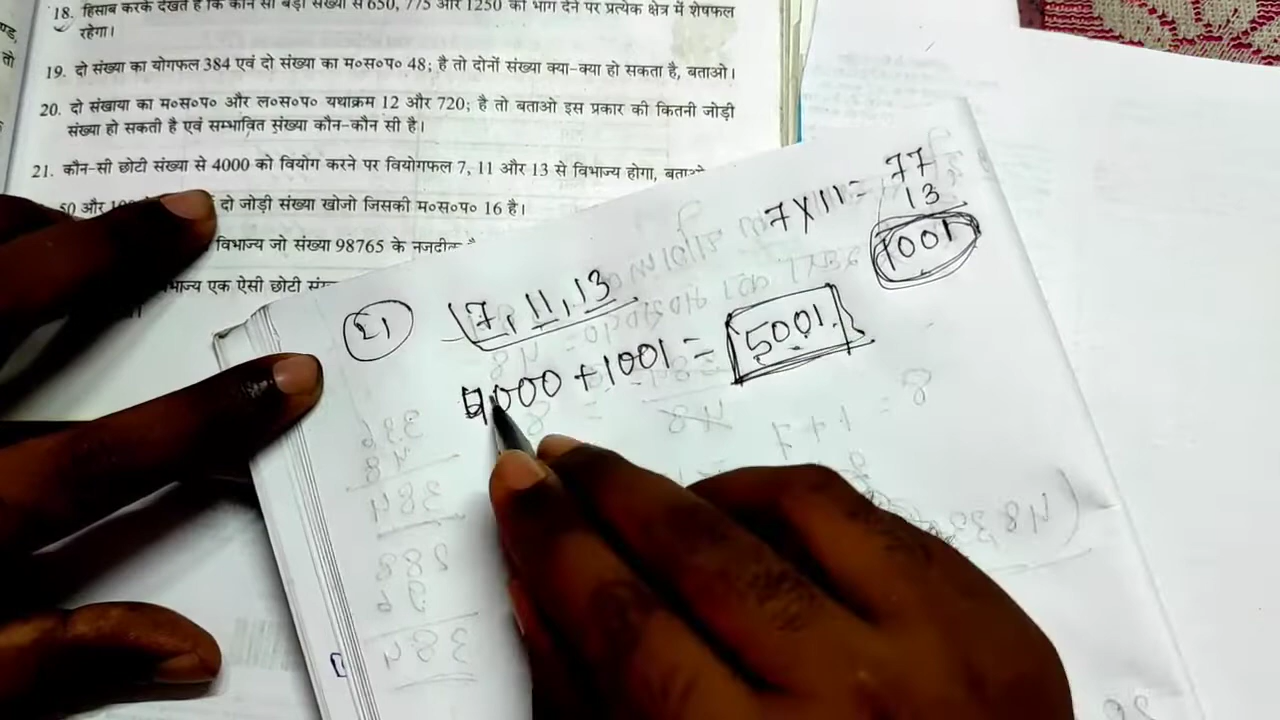 18. हिसाब करके देखते हैं कि कौन सी बड़ी संख्या से 650, 775 और 1250 को भाग देने पर प्रत्येक क्षेत्र में शेषफल
रहेगा।
19. दो संख्या का योगफल 384 एवं दो संख्या का म०स०प० 48; है तो दोनों संख्या क्या-क्या हो सकता है, बताओ।
20. दो संखाया का म०स०प० और ल०स०प० यथाक्रम 12 और 720; है तो बताओ इस प्रकार की कितनी जोड़ी
संख्या हो सकती है एवं सम्भावित संख्या कौन-कौन सी है।
21. कौन-सी छोटी संख्या से 4000 को वियोग करने पर वियोगफल 7, 11 और 13 से विभाज्य होगा,
50 और दो जोड़ी संख्या खोजो जिसकी म०स०प० 16 है।
विभाज्य जो संख्या 98765 के नजदीक
एक ऐसी छोटी
7 X 11 = 77
13
1001
21 7, 11, 13
4000 + 1001 = 5001